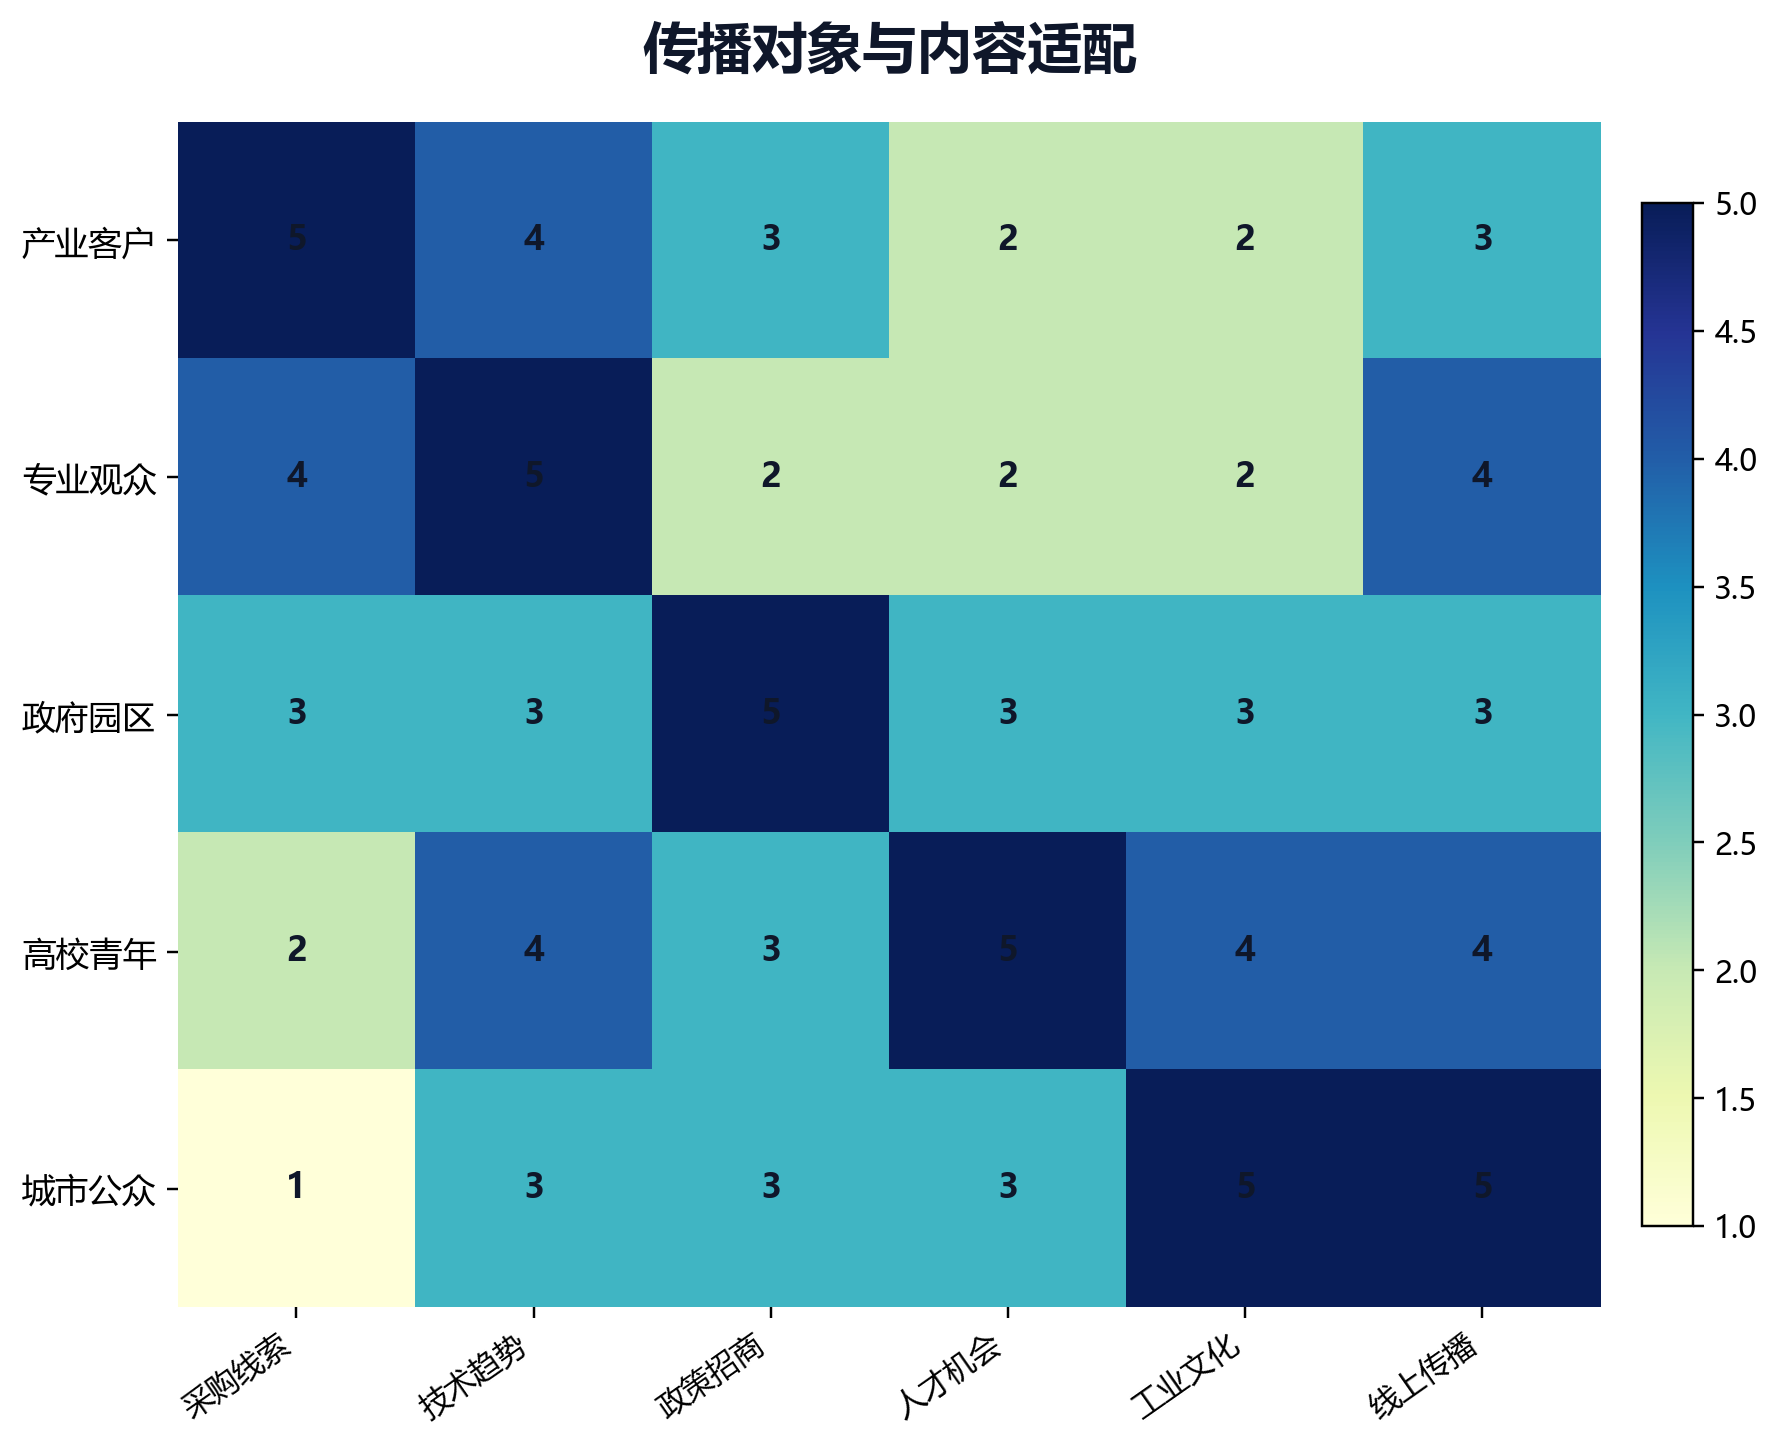 传播对象与内容适配
产业客户 5 4 3 2 2 3
专业观众 4 5 2 2 2 4
政府园区 3 3 5 3 3 3
高校青年 2 4 3 5 4 4
城市公众 1 3 3 3 5 5
采购线索 技术趋势 政策招商 人才机会 工业文化 线上传播
5.0
4.5
4.0
3.5
3.0
2.5
2.0
1.5
1.0